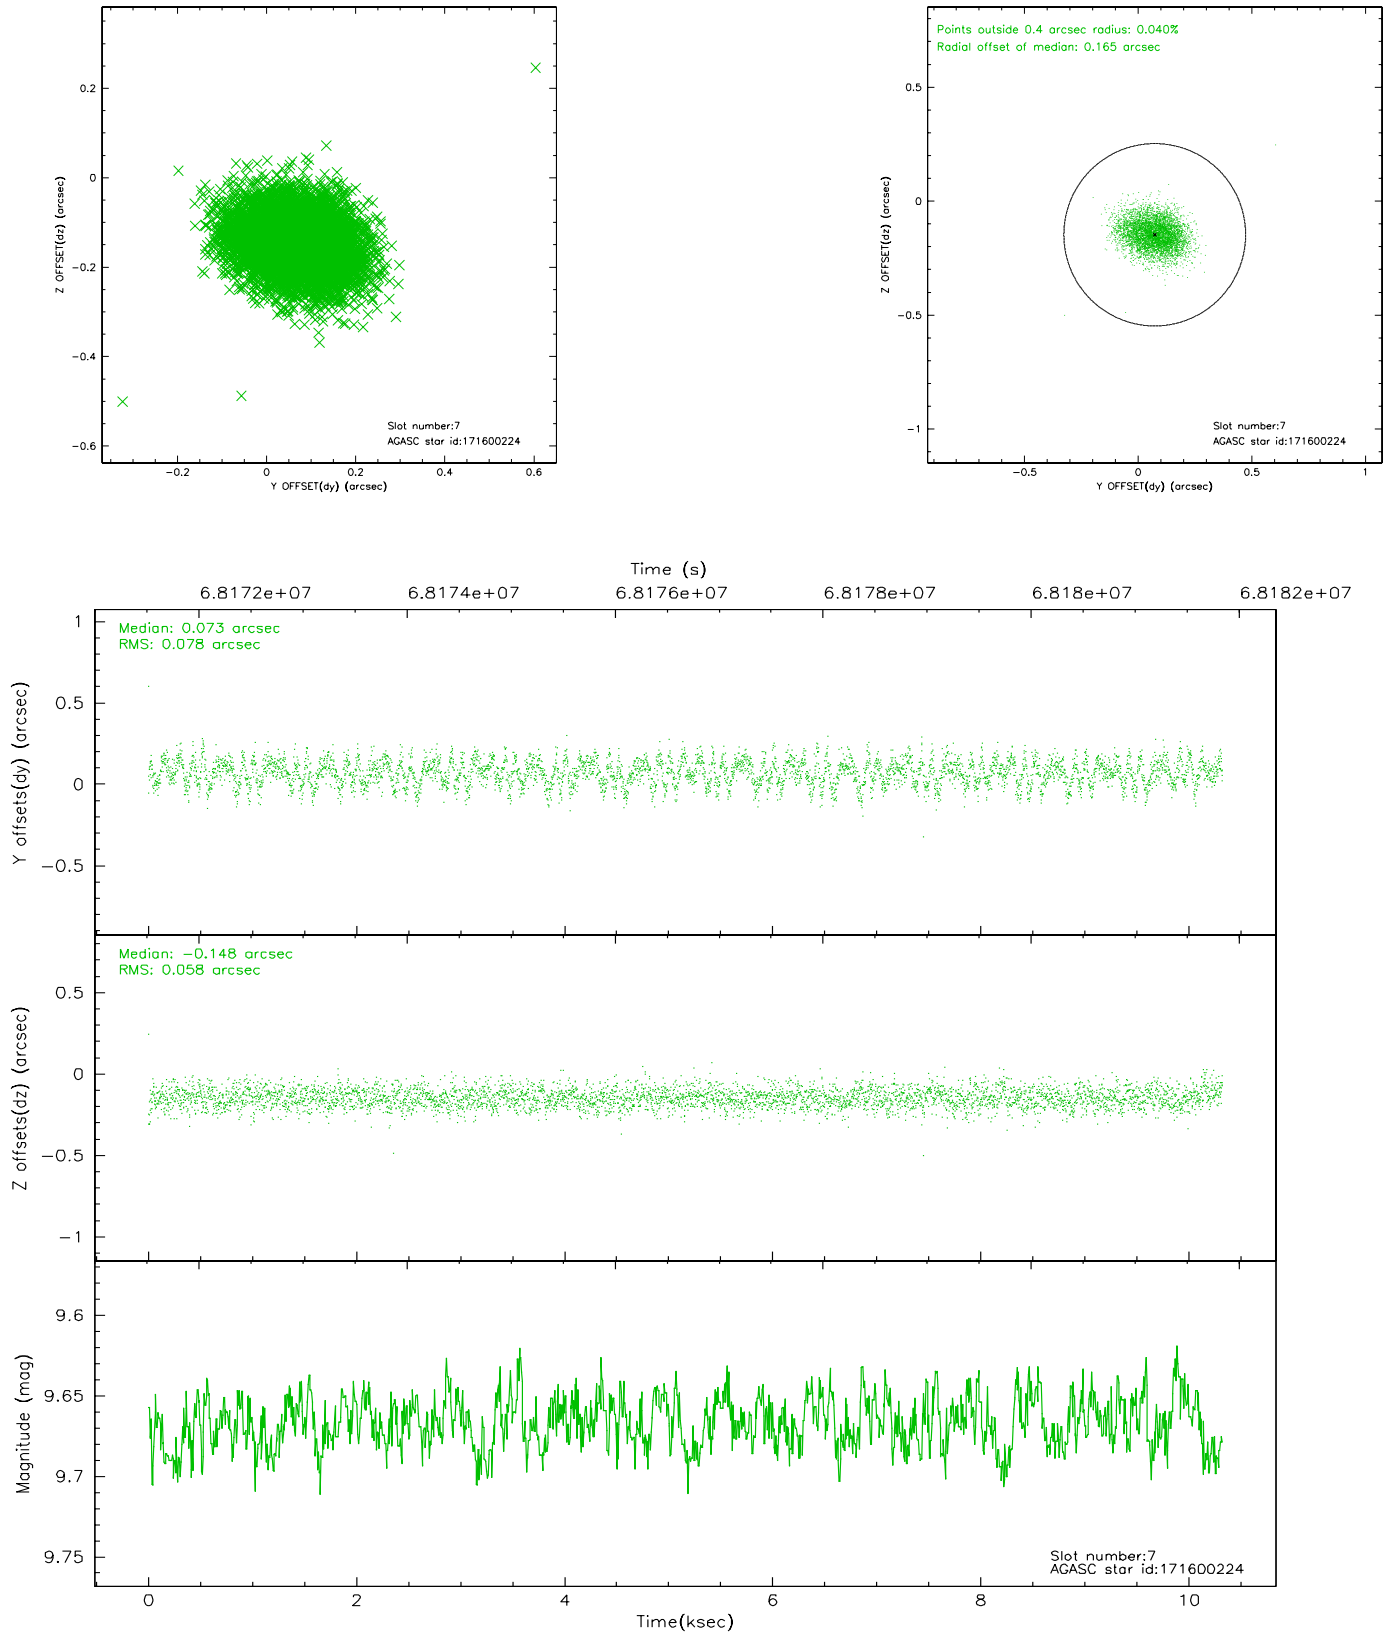 0.2
0
−0.2
−0.4
−0.6
Z OFFSET(dz) (arcsec)
Slot number:7
AGASC star id:171600224
−0.2 0 0.2 0.4 0.6
Y OFFSET(dy) (arcsec)
Points outside 0.4 arcsec radius: 0.040%
Radial offset of median: 0.165 arcsec
0.5
0
−0.5
−1
Z OFFSET(dz) (arcsec)
Slot number:7
AGASC star id:171600224
−0.5 0 0.5 1
Y OFFSET(dy) (arcsec)
Time (s)
6.8172e+07 6.8174e+07 6.8176e+07 6.8178e+07 6.818e+07 6.8182e+07
Median: 0.073 arcsec
RMS: 0.078 arcsec
1
0.5
0
−0.5
Y offsets(dy) (arcsec)
Median: −0.148 arcsec
RMS: 0.058 arcsec
0.5
0
−0.5
−1
Z offsets(dz) (arcsec)
9.6
9.65
9.7
9.75
Magnitude (mag)
Slot number:7
AGASC star id:171600224
0 2 4 6 8 10
Time(ksec)